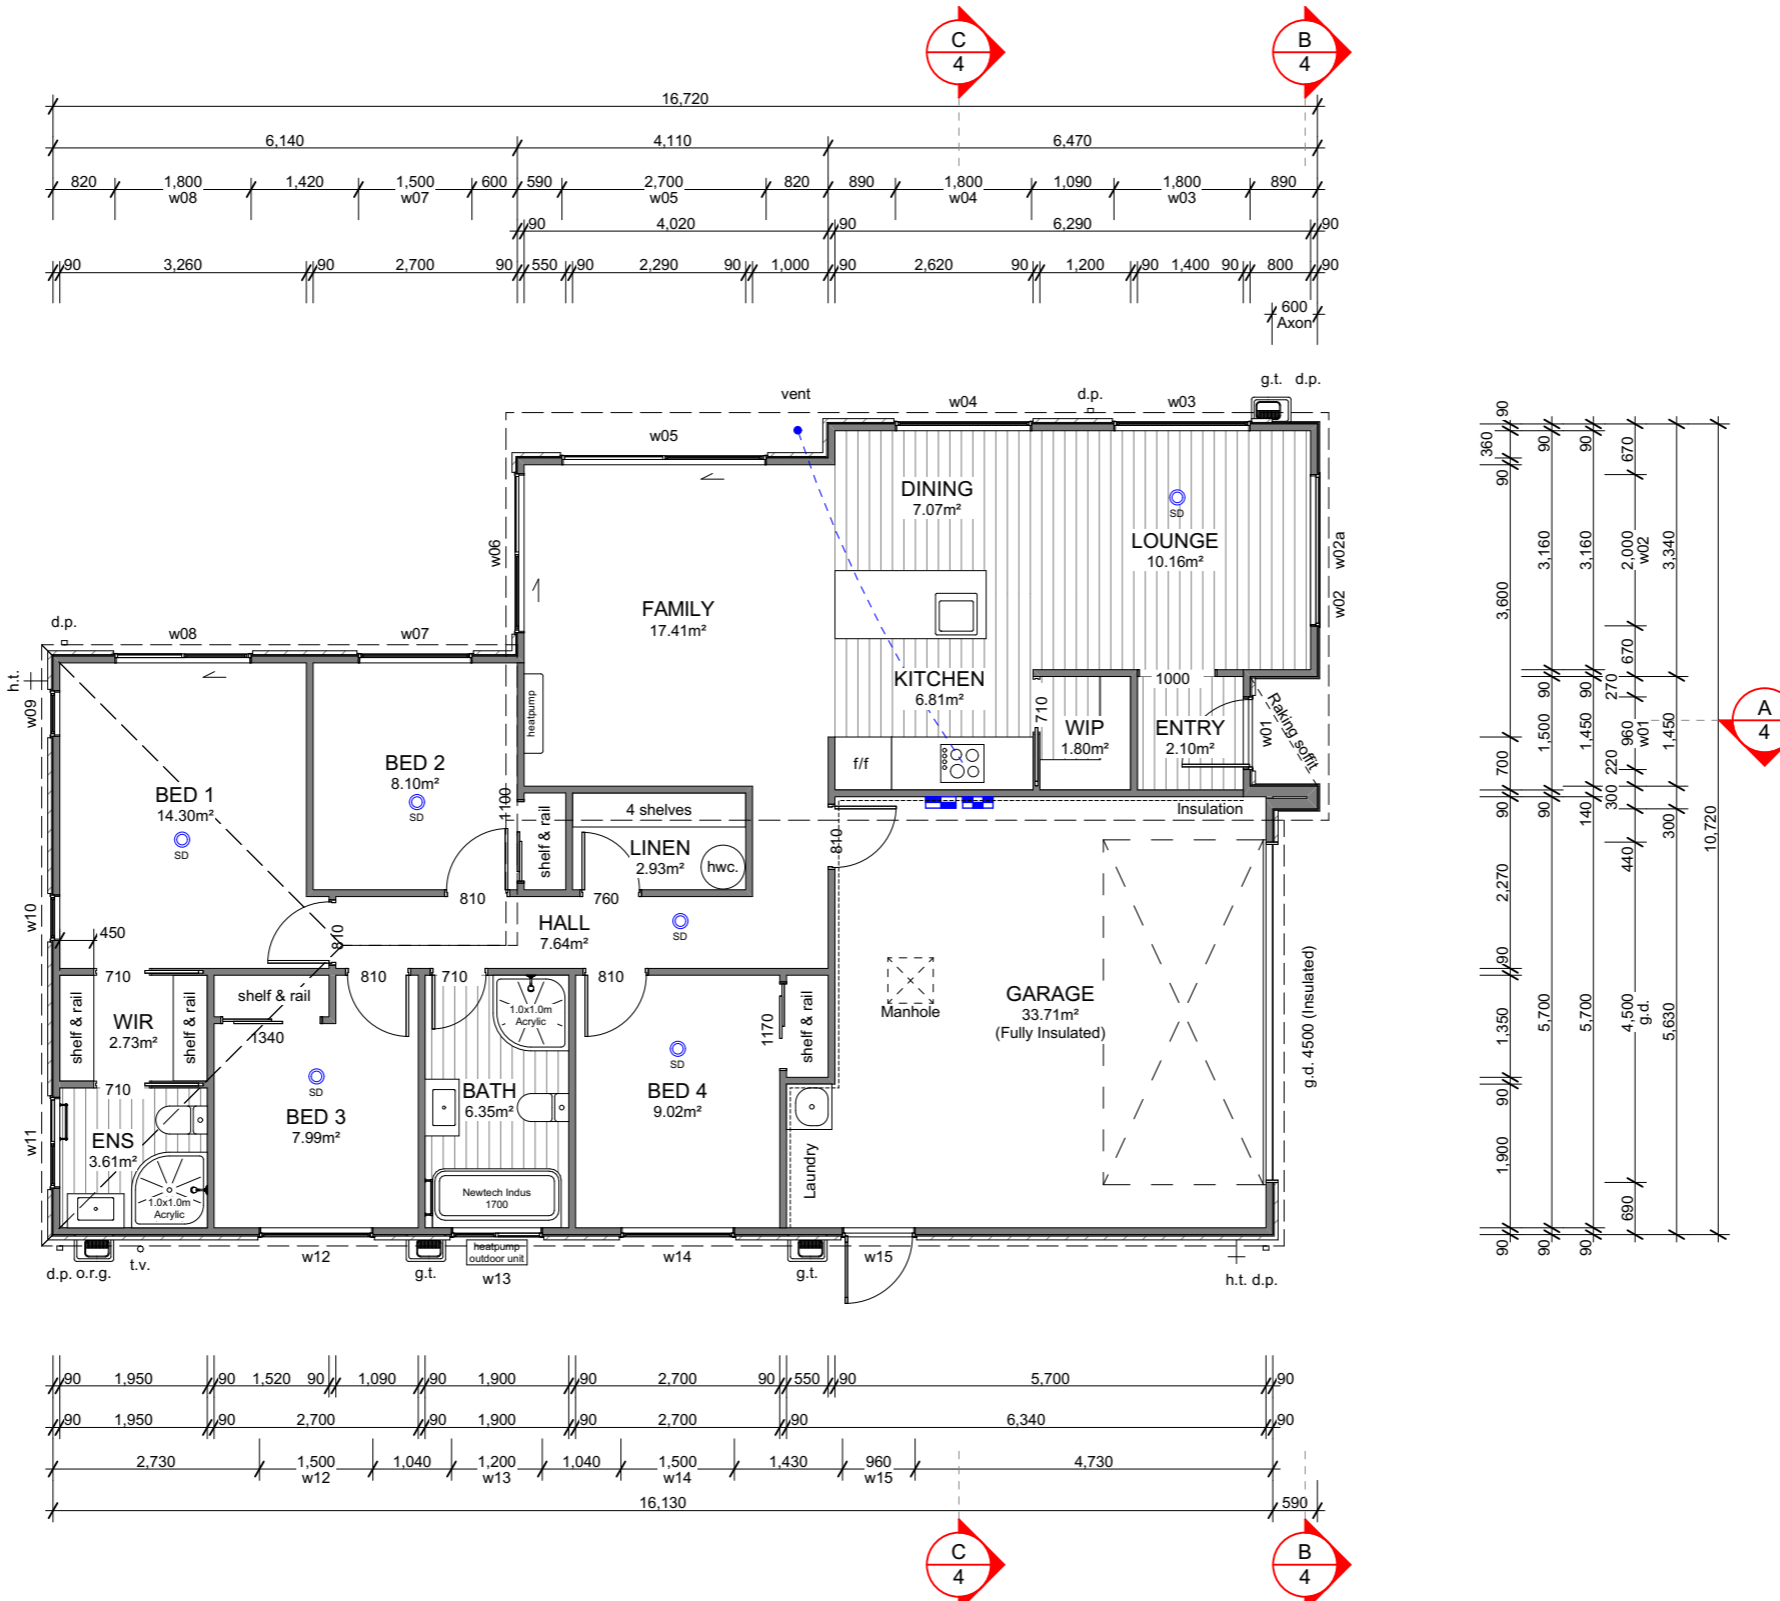 C
4
B
4
16,720
6,140 4,110 6,470
820 1,800 1,420 1,500 600 590 2,700 820 890 1,800 1,090 1,800 890
w08 w07 w05 w04 w03
90 4,020 90 6,290 90
90 3,260 90 2,700 90 550 90 2,290 90 1,000 90 2,620 90 1,200 90 1,400 90 800 90
600
Axon
vent
w05
w04
d.p.
w03
g.t. d.p.
DINING
7.07m²
SD
LOUNGE
10.16m²
w06
w02a
w02
FAMILY
17.41m²
d.p.
w08
w07
h.t.
w09
heatpump
KITCHEN
6.81m²
710
WIP
1.80m²
1000
ENTRY
2.10m²
w01
Raking soffit
f/f
BED 1
14.30m²
SD
BED 2
8.10m²
SD
1100
shelf & rail
4 shelves
LINEN
2.93m²
hwc.
810
Insulation
w10
450
810
810
760
HALL
7.64m²
SD
710
810
710
810
shelf & rail
WIR
2.73m²
shelf & rail
shelf & rail
1340
1.0x1.0m
Acrylic
1170
shelf & rail
Manhole
GARAGE
33.71m²
(Fully Insulated)
g.d. 4500 (Insulated)
710
SD
BED 3
7.99m²
BATH
6.35m²
SD
BED 4
9.02m²
w11
ENS
3.61m²
1.0x1.0m
Acrylic
Newtech Indus
1700
Laundry
d.p. o.r.g.
t.v.
w12
g.t.
heatpump
outdoor unit
w13
w14
g.t.
w15
h.t. d.p.
90 360 90 3,600 700 90 2,270 90 1,350 90 1,900 90
90 3,160 90 1,500 90 5,700 90
90 3,160 90 1,450 140 5,700 90
670 2,000 670 270 960 220 300 440 4,500 690
w02 w01 g.d.
3,340 1,450 300 5,630
10,720
A
4
90 1,950 90 1,520 90 1,090 90 1,900 90 2,700 90 550 90 5,700 90
90 1,950 90 2,700 90 1,900 90 2,700 90 6,340 90
2,730 1,500 1,040 1,200 1,040 1,500 1,430 960 4,730
w12 w13 w14 w15
16,130 590
C
4
B
4